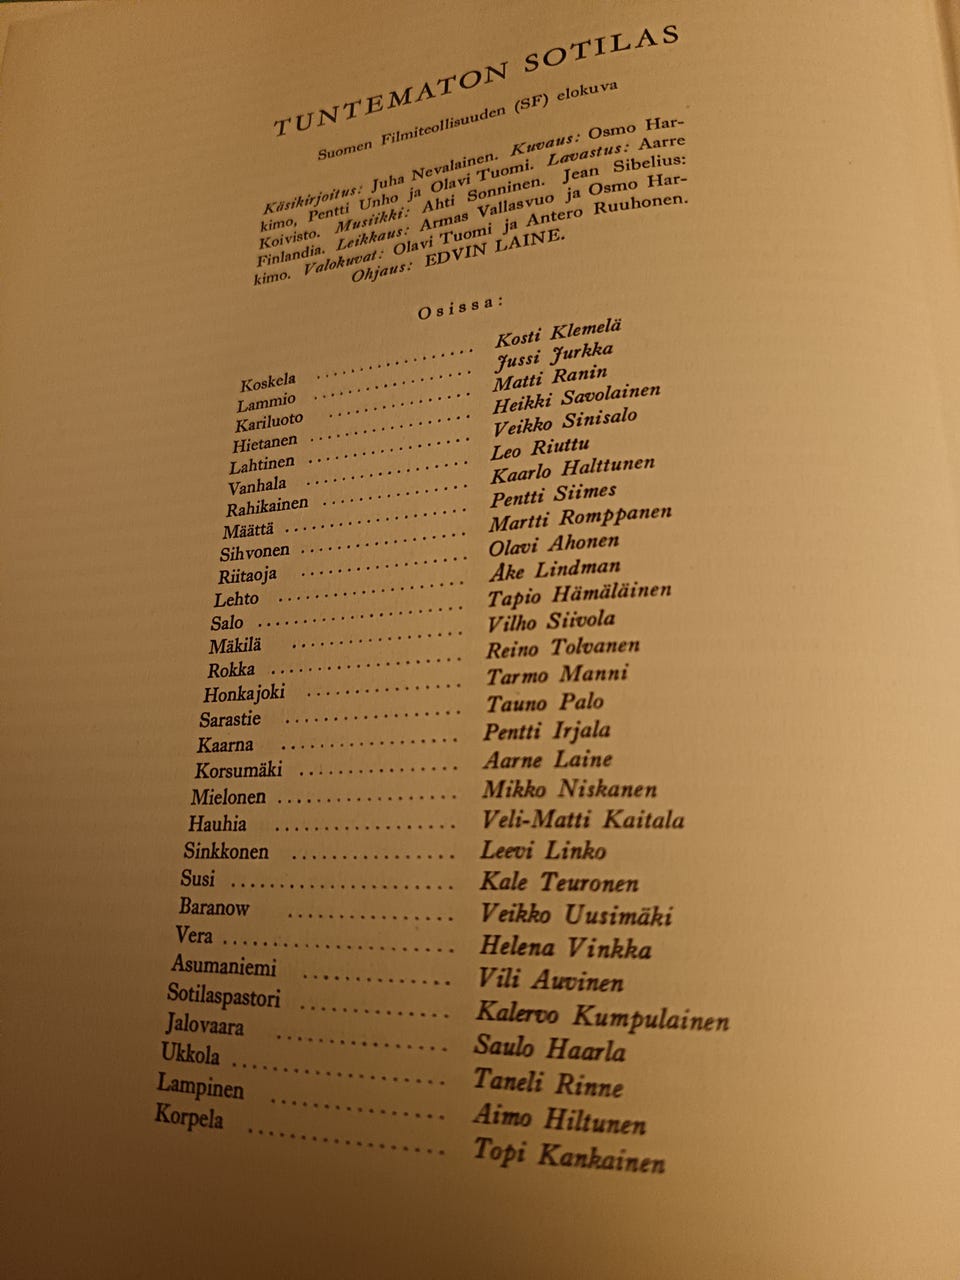 TUNTEMATON SOTILAS
Suomen Filmiteollisuuden (SF) elokuva
Käsikirjoitus: Juha Nevalainen. Kuvaus: Osmo Har-
kimo, Pentti Unho ja Olavi Tuomi. Lavastus: Aarre
Koivisto. Musiikki: Ahti Sonninen. Jean Sibelius:
Finlandia. Leikkaus: Armas Vallasvuo ja Osmo Har-
kimo. Valokuvat: Olavi Tuomi ja Antero Ruuhonen.
Ohjaus: EDVIN LAINE.
Osissa:
Koskela ................ Kosti Klemelä
Lammio ................ Jussi Jurkka
Kariluoto ............... Matti Ranin
Hietanen ................ Heikki Savolainen
Lahtinen ................ Veikko Sinisalo
Vanhala ................ Leo Riuttu
Rahikainen .............. Kaarlo Halttunen
Määttä .................. Pentti Siimes
Sihvonen ................ Martti Romppanen
Riitaoja ................ Olavi Ahonen
Lehto .................. Åke Lindman
Salo .................... Tapio Hämäläinen
Mäkilä ................. Vilho Siivola
Rokka .................. Reino Tolvanen
Honkajoki ............... Tarmo Manni
Sarastie ................. Tauno Palo
Kaarna ................. Pentti Irjala
Korsumäki ............... Aarne Laine
Mielonen ................. Mikko Niskanen
Hauhia ................. Veli-Matti Kaitala
Sinkkonen ................ Leevi Linko
Susi .................... Kale Teuronen
Baranow ................ Veikko Uusimäki
Vera .................... Helena Vinkka
Asumaniemi .............. Vili Auvinen
Sotilaspastori ............. Kalervo Kumpulainen
Jalovaara ................ Saulo Haarla
Ukkola .................. Taneli Rinne
Lampinen ................ Aimo Hiltunen
Korpela ................. Topi Kankainen